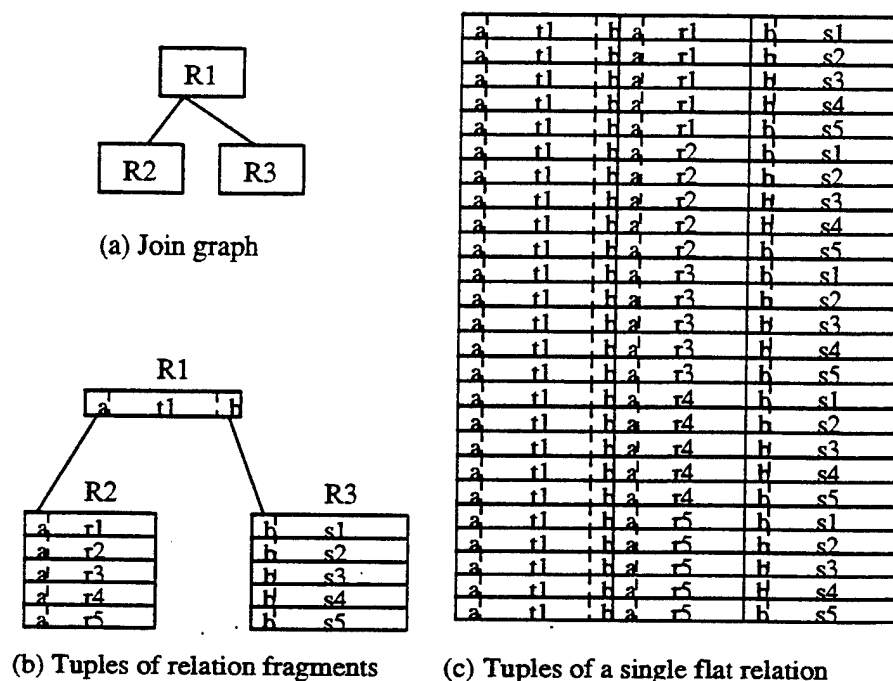 R1
R2 R3
(a) Join graph
R1
a t1 b
R2
a r1
a r2
a r3
a r4
a r5
R3
b s1
b s2
b s3
b s4
b s5
(b) Tuples of relation fragments
a t1 b a r1 b s1
a t1 b a r1 b s2
a t1 b a r1 b s3
a t1 b a r1 b s4
a t1 b a r1 b s5
a t1 b a r2 b s1
a t1 b a r2 b s2
a t1 b a r2 b s3
a t1 b a r2 b s4
a t1 b a r2 b s5
a t1 b a r3 b s1
a t1 b a r3 b s2
a t1 b a r3 b s3
a t1 b a r3 b s4
a t1 b a r3 b s5
a t1 b a r4 b s1
a t1 b a r4 b s2
a t1 b a r4 b s3
a t1 b a r4 b s4
a t1 b a r4 b s5
a t1 b a r5 b s1
a t1 b a r5 b s2
a t1 b a r5 b s3
a t1 b a r5 b s4
a t1 b a r5 b s5
(c) Tuples of a single flat relation